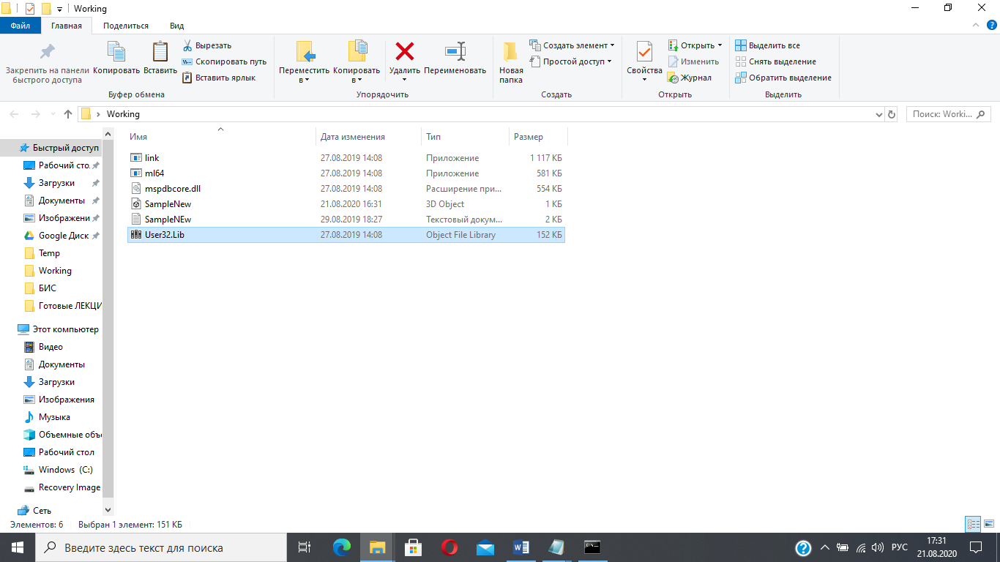 Working
Файл Главная Поделиться Вид
Закрепить на панели быстрого доступа
Копировать
Вставить
Вырезать
Скопировать путь
Вставить ярлык
Буфер обмена
Переместить в
Копировать в
Удалить
Переименовать
Упорядочить
Новая папка
Создать элемент
Простой доступ
Создать
Свойства
Открыть
Изменить
Журнал
Открыть
Выделить все
Снять выделение
Обратить выделение
Выделить
Working
Поиск: Worki...
Имя Дата изменения Тип Размер
link 27.08.2019 14:08 Приложение 1 117 КБ
ml64 27.08.2019 14:08 Приложение 581 КБ
mspdbcore.dll 27.08.2019 14:08 Расширение при... 554 КБ
SampleNew 21.08.2020 16:31 3D Object 1 КБ
SampleNEw 29.08.2019 18:27 Текстовый докум... 2 КБ
User32.Lib 27.08.2019 14:08 Object File Library 152 КБ
Быстрый доступ
Рабочий сто.
Загрузки
Документы
Изображени
Google Диск
Temp
Working
БИС
Готовые ЛЕКЦИ
Этот компьютер
Видео
Документы
Загрузки
Изображения
Музыка
Объемные объе
Рабочий стол
Windows (C:)
Recovery Image
Сеть
Элементов: 6 Выбран 1 элемент: 151 КБ
Введите здесь текст для поиска
РУС
17:31
21.08.2020